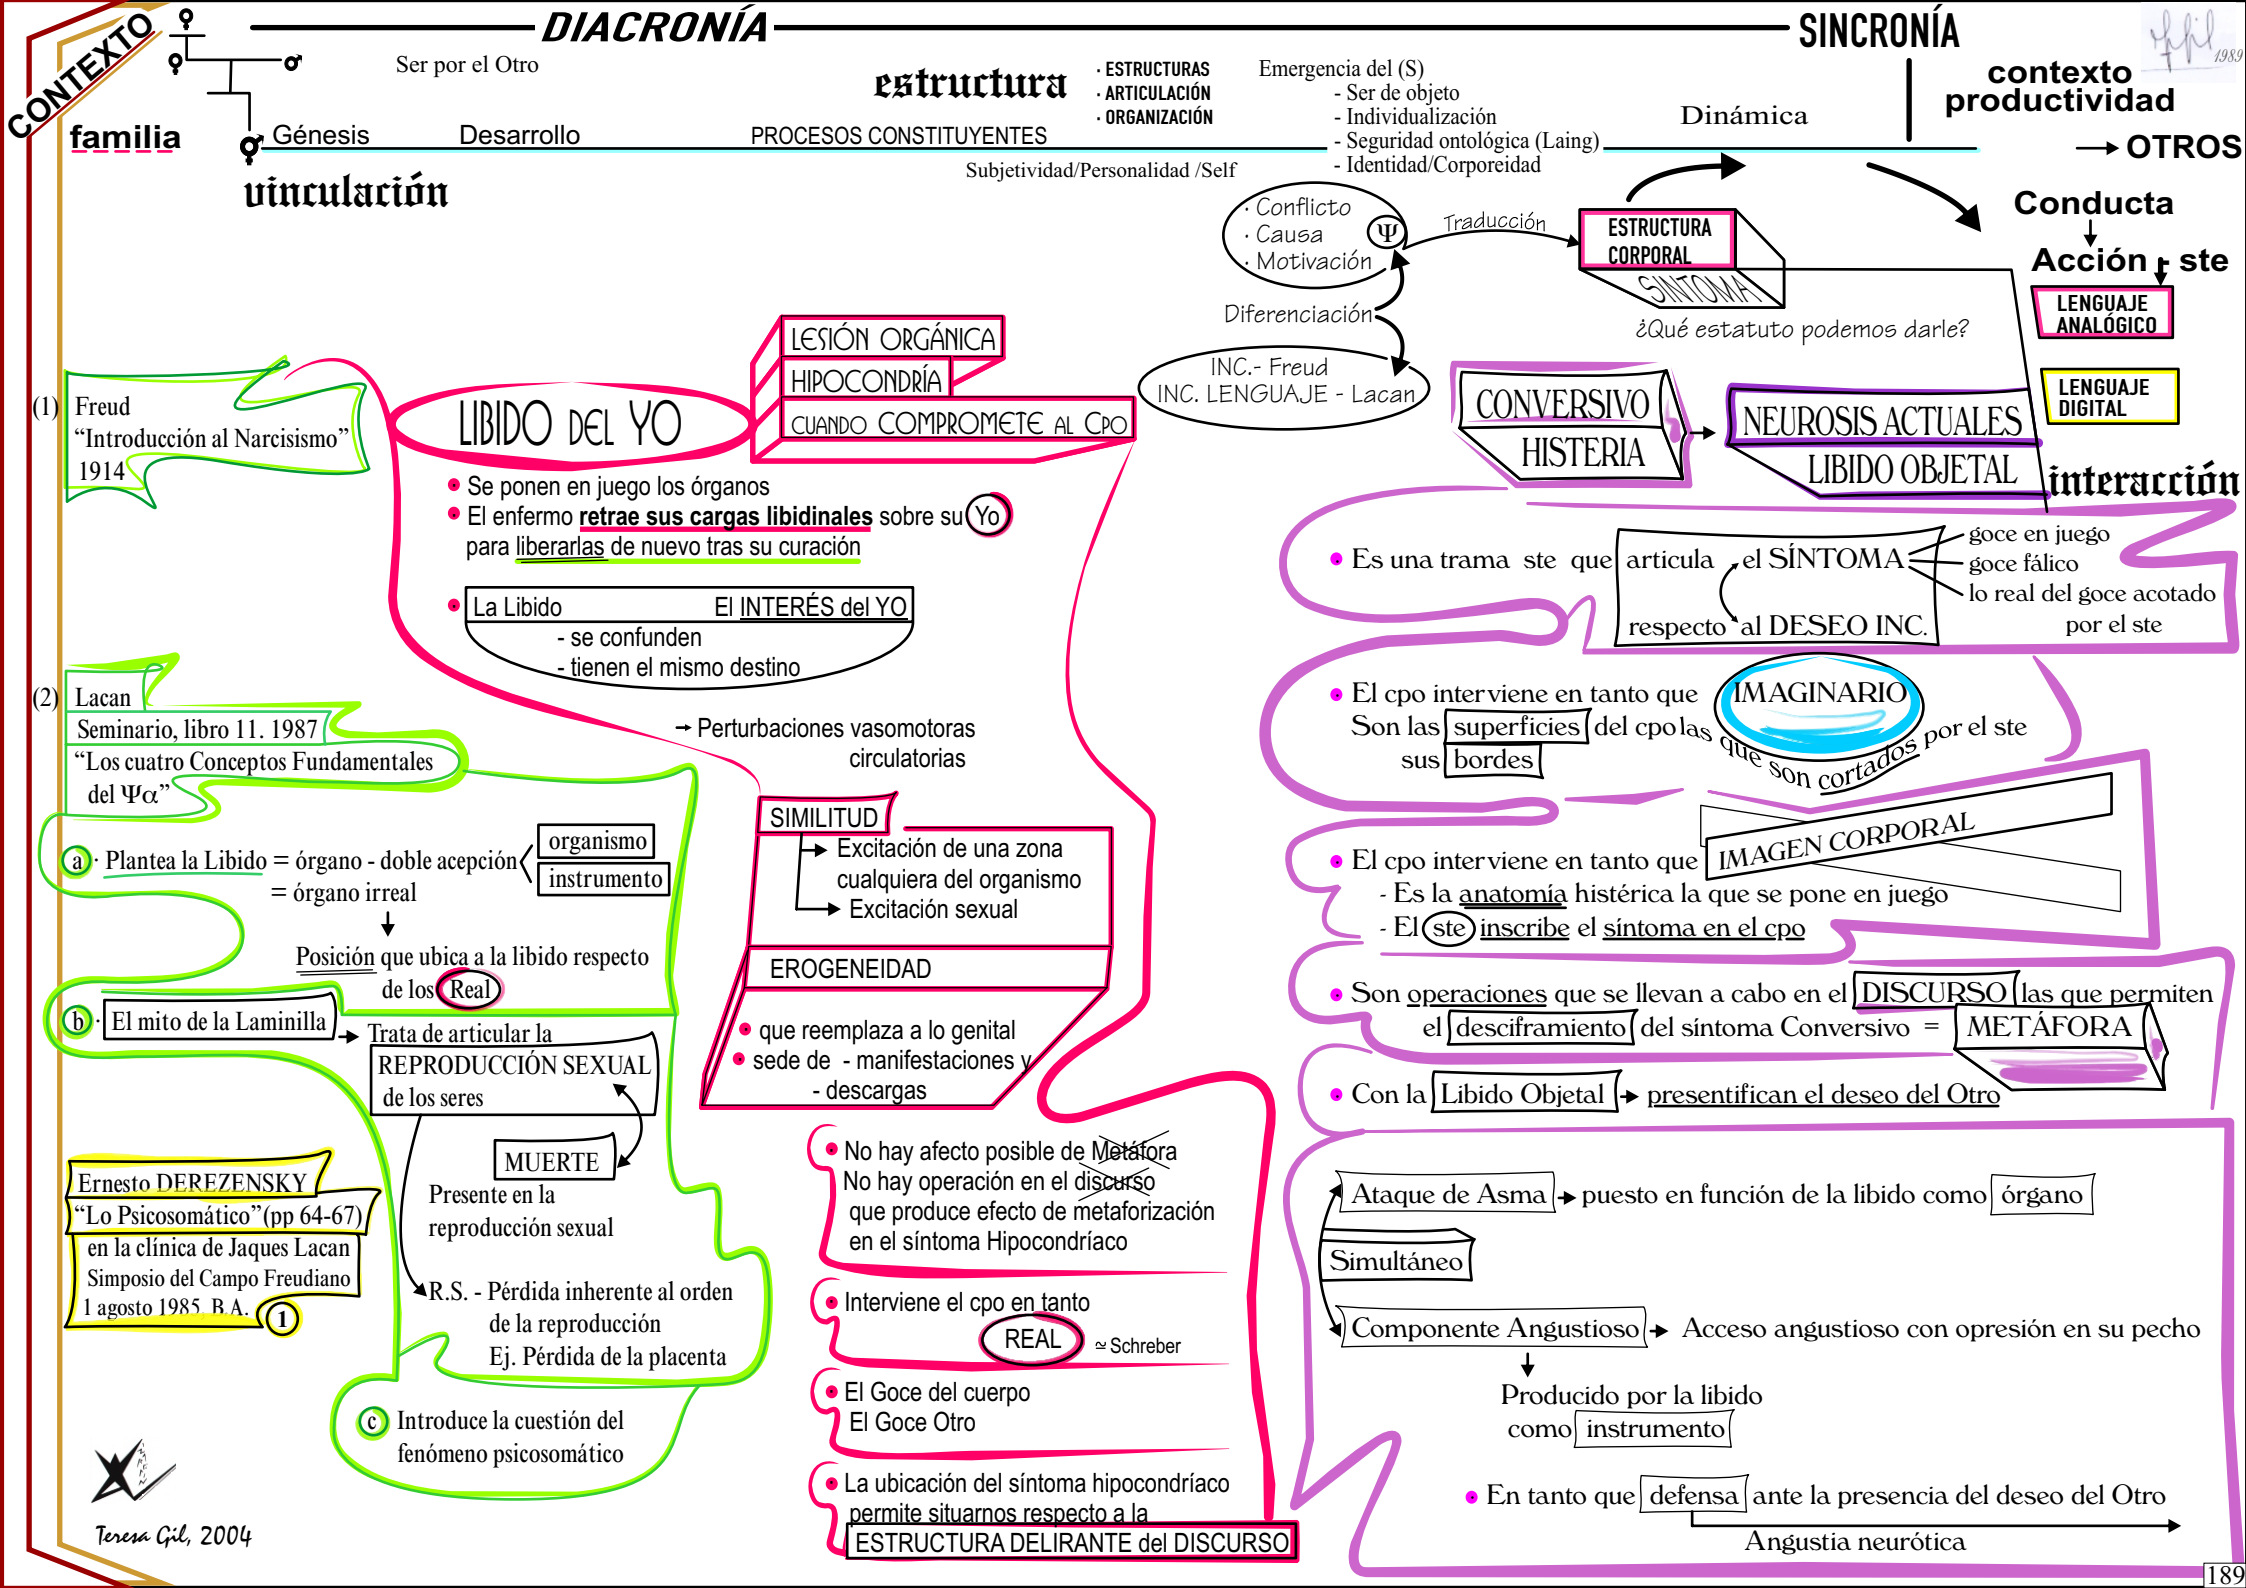 CONTEXTO
DIACRONÍA
SINCRONÍA
1989
Ser por el Otro
estructura
· ESTRUCTURAS
· ARTICULACIÓN
· ORGANIZACIÓN
Emergencia del (S)
- Ser de objeto
- Individualización
- Seguridad ontológica (Laing)
- Identidad/Corporeidad
Dinámica
contexto
productividad
OTROS
familia
Génesis
Desarrollo
PROCESOS CONSTITUYENTES
Subjetividad/Personalidad /Self
vinculación
Conducta
Acción - ste
LENGUAJE
ANALÓGICO
LENGUAJE
DIGITAL
interacción
· Conflicto
· Causa
· Motivación
Ψ
Traducción
ESTRUCTURA
CORPORAL
SÍNTOMA
Diferenciación
¿Qué estatuto podemos darle?
INC.- Freud
INC. LENGUAJE - Lacan
(1) Freud
“Introducción al Narcisismo”
1914
LIBIDO DEL YO
LESIÓN ORGÁNICA
HIPOCONDRÍA
CUANDO COMPROMETE AL CPO
• Se ponen en juego los órganos
• El enfermo retrae sus cargas libidinales sobre su Yo
para liberarlas de nuevo tras su curación
• La Libido El INTERÉS del YO
- se confunden
- tienen el mismo destino
→ Perturbaciones vasomotoras
circulatorias
(2) Lacan
Seminario, libro 11. 1987
“Los cuatro Conceptos Fundamentales
del Ψα”
a · Plantea la Libido = órgano - doble acepción
organismo
instrumento
= órgano irreal
Posición que ubica a la libido respecto
de los Real
b · El mito de la Laminilla
Trata de articular la
REPRODUCCIÓN SEXUAL
de los seres
MUERTE
Presente en la
reproducción sexual
R.S. - Pérdida inherente al orden
de la reproducción
Ej. Pérdida de la placenta
c Introduce la cuestión del
fenómeno psicosomático
Ernesto DEREZENSKY
“Lo Psicosomático”(pp 64-67)
en la clínica de Jaques Lacan
Simposio del Campo Freudiano
1 agosto 1985, B.A.
1
Teresa Gil, 2004
SIMILITUD
Excitación de una zona
cualquiera del organismo
Excitación sexual
EROGENEIDAD
• que reemplaza a lo genital
• sede de - manifestaciones y
- descargas
• No hay afecto posible de Metáfora
No hay operación en el discurso
que produce efecto de metaforización
en el síntoma Hipocondríaco
• Interviene el cpo en tanto
REAL ≃ Schreber
• El Goce del cuerpo
El Goce Otro
• La ubicación del síntoma hipocondríaco
permite situarnos respecto a la
ESTRUCTURA DELIRANTE del DISCURSO
CONVERSIVO
HISTERIA
NEUROSIS ACTUALES
LIBIDO OBJETAL
• Es una trama ste que articula el SÍNTOMA
respecto al DESEO INC.
goce en juego
goce fálico
lo real del goce acotado
por el ste
• El cpo interviene en tanto que IMAGINARIO
Son las superficies del cpo las que son cortados por el ste
sus bordes
• El cpo interviene en tanto que IMAGEN CORPORAL
- Es la anatomía histérica la que se pone en juego
- El ste inscribe el síntoma en el cpo
• Son operaciones que se llevan a cabo en el DISCURSO las que permiten
el desciframiento del síntoma Conversivo = METÁFORA
• Con la Libido Objetal → presentifican el deseo del Otro
Ataque de Asma → puesto en función de la libido como órgano
Simultáneo
Componente Angustioso → Acceso angustioso con opresión en su pecho
Producido por la libido
como instrumento
• En tanto que defensa ante la presencia del deseo del Otro
Angustia neurótica
189